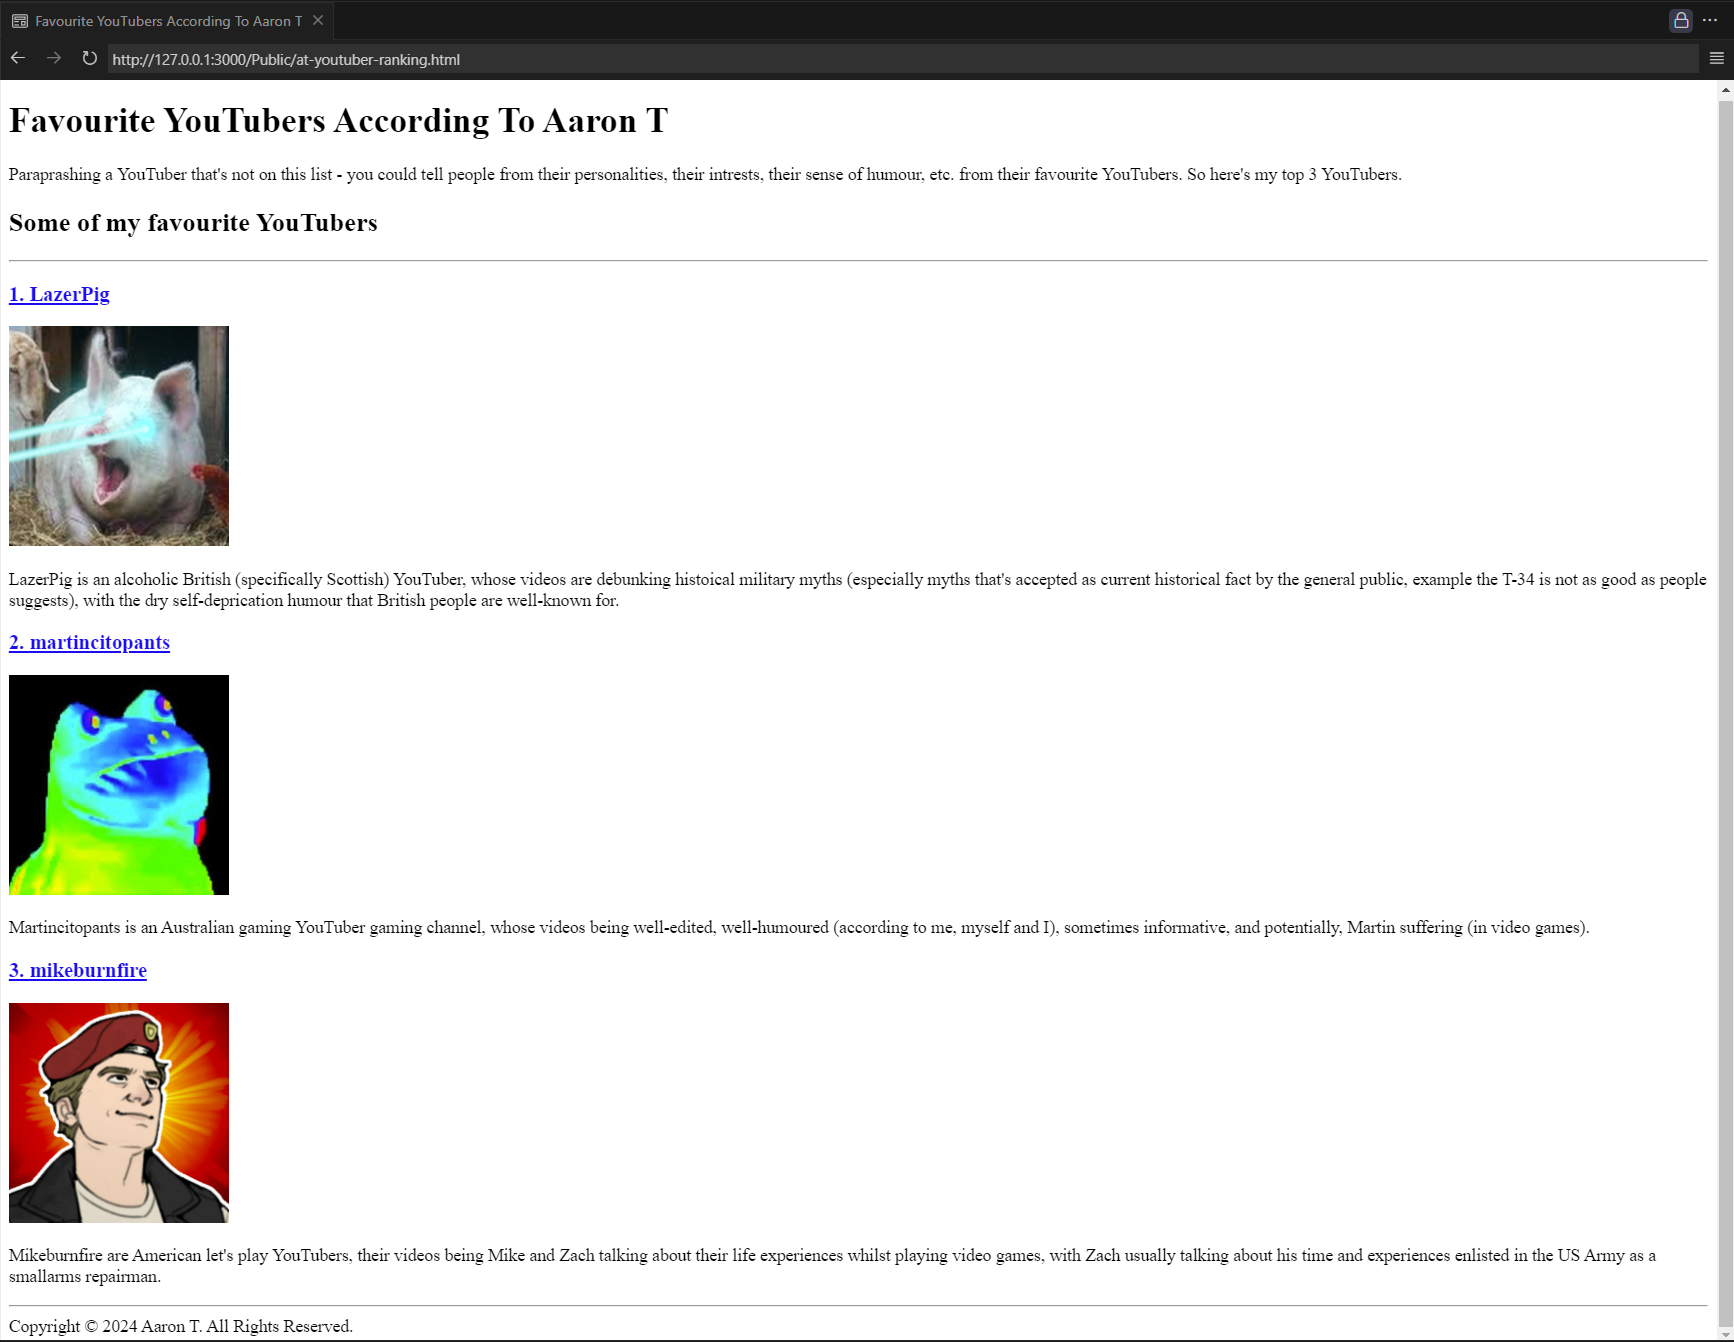 Favourite YouTubers According To Aaron T
http://127.0.0.1:3000/Public/at-youtuber-ranking.html
Favourite YouTubers According To Aaron T
Paraprashing a YouTuber that's not on this list - you could tell people from their personalities, their intrests, their sense of humour, etc. from their favourite YouTubers. So here's my top 3 YouTubers.
Some of my favourite YouTubers
1. LazerPig
LazerPig is an alcoholic British (specifically Scottish) YouTuber, whose videos are debunking histoical military myths (especially myths that's accepted as current historical fact by the general public, example the T-34 is not as good as people
suggests), with the dry self-deprication humour that British people are well-known for.
2. martincitopants
Martincitopants is an Australian gaming YouTuber gaming channel, whose videos being well-edited, well-humoured (according to me, myself and I), sometimes informative, and potentially, Martin suffering (in video games).
3. mikeburnfire
Mikeburnfire are American let's play YouTubers, their videos being Mike and Zach talking about their life experiences whilst playing video games, with Zach usually talking about his time and experiences enlisted in the US Army as a
smallarms repairman.
Copyright © 2024 Aaron T. All Rights Reserved.